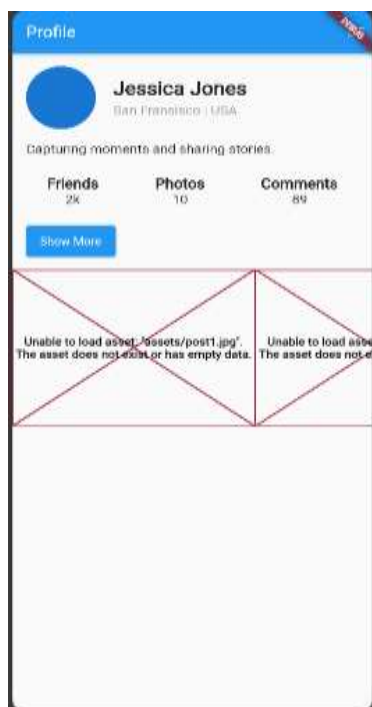 Profile
Jessica Jones
San Francisco | USA
Capturing moments and sharing stories.
Friends Photos Comments
2k 10 89
Show More
Unable to load asset: "assets/post1.jpg". Unable to load asse
The asset does not exist or has empty data. The asset does not e